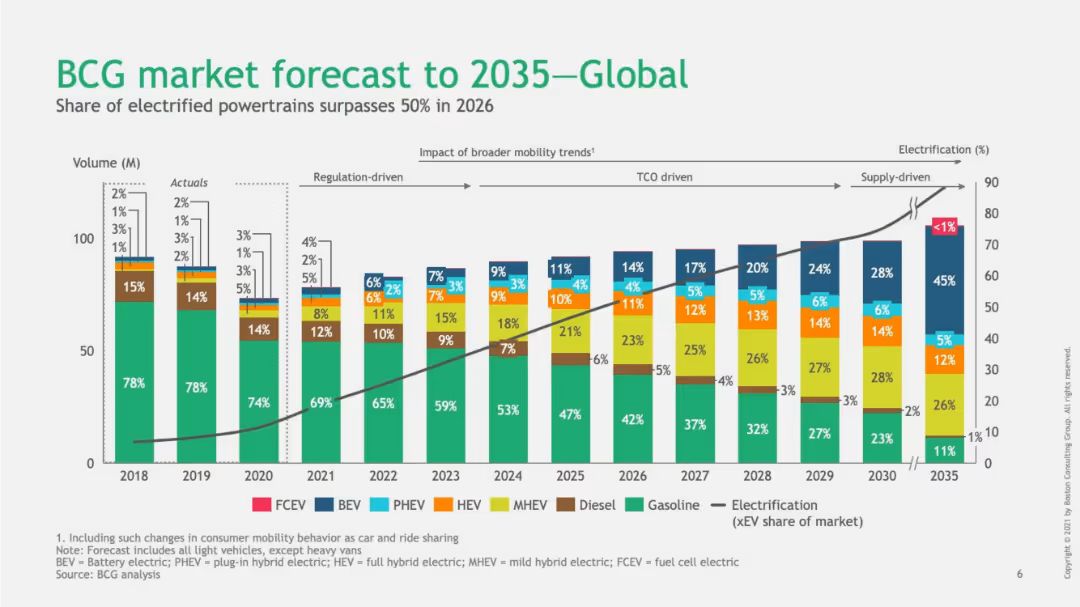 BCG market forecast to 2035—Global
Share of electrified powertrains surpasses 50% in 2026
Volume (M)
Impact of broader mobility trends¹
Electrification (%)
Actuals
Regulation-driven
TCO driven
Supply-driven
100
50
0
90
80
70
60
50
40
30
20
10
0
2% 1% 3% 1% 15% 78%
2% 1% 3% 2% 14% 78%
3% 1% 3% 5% 14% 74%
4% 2% 5% 8% 12% 69%
6% 2% 6% 11% 10% 65%
7% 3% 7% 15% 9% 59%
9% 3% 9% 18% 7% 53%
11% 4% 10% 21% 6% 47%
14% 4% 11% 23% 5% 42%
17% 5% 12% 25% 4% 37%
20% 5% 13% 26% 3% 32%
24% 6% 14% 27% 3% 27%
28% 6% 14% 28% 2% 23%
<1% 45% 5% 12% 26% 1% 11%
2018 2019 2020 2021 2022 2023 2024 2025 2026 2027 2028 2029 2030 2035
FCEV BEV PHEV HEV MHEV Diesel Gasoline Electrification
(xEV share of market)
1. Including such changes in consumer mobility behavior as car and ride sharing
Note: Forecast includes all light vehicles, except heavy vans
BEV = Battery electric; PHEV = plug-in hybrid electric; HEV = full hybrid electric; MHEV = mild hybrid electric; FCEV = fuel cell electric
Source: BCG analysis
6
Copyright © 2021 by Boston Consulting Group. All rights reserved.